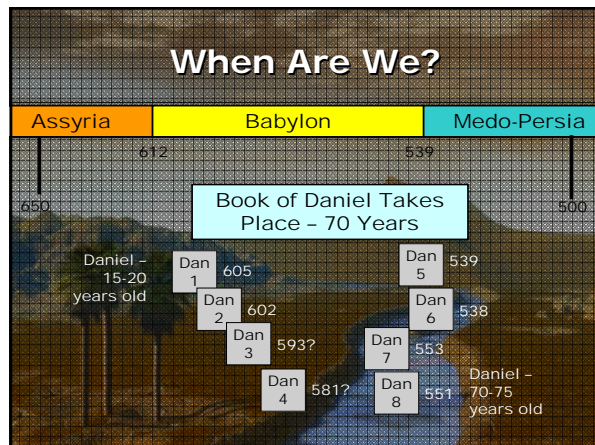 When Are We?
Assyria
Babylon
Medo-Persia
612
539
650
500
Book of Daniel Takes
Place – 70 Years
Daniel –
15-20
years old
Dan
1
605
Dan
2
602
Dan
3
593?
Dan
4
581?
Dan
5
539
Dan
6
538
Dan
7
553
Dan
8
551
Daniel –
70-75
years old